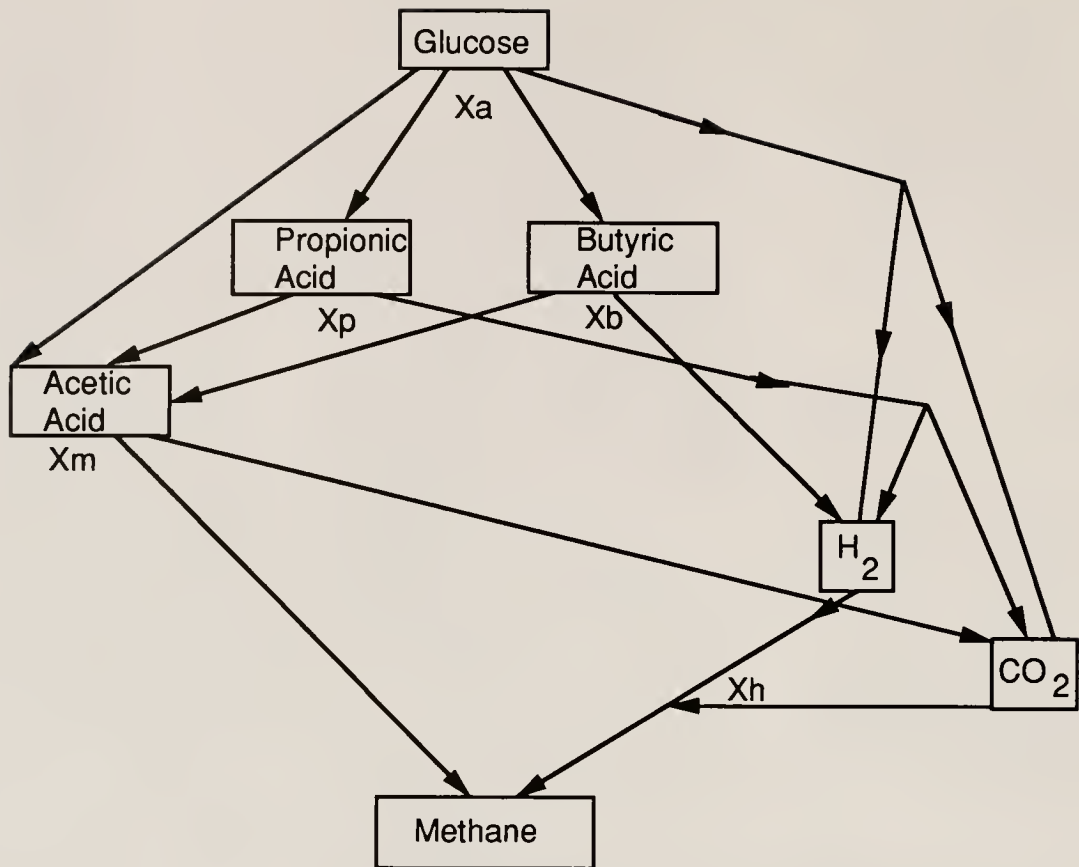 Glucose
Xa
Propionic
Acid
Butyric
Acid
Xp
Xb
Acetic
Acid
Xm
H2
CO2
Xh
Methane